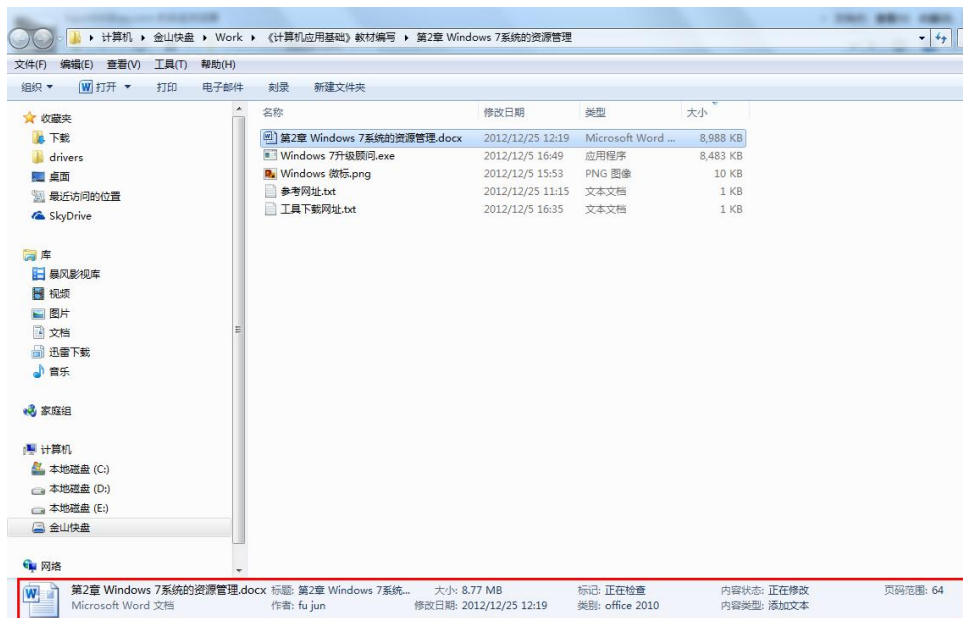 计算机 ▸ 金山快盘 ▸ Work ▸ 《计算机应用基础》教材编写 ▸ 第2章 Windows 7系统的资源管理
文件(F) 编辑(E) 查看(V) 工具(T) 帮助(H)
组织 打开 打印 电子邮件 刻录 新建文件夹
收藏夹
下载
drivers
桌面
最近访问的位置
SkyDrive
库
暴风影视库
视频
图片
文档
迅雷下载
音乐
家庭组
计算机
本地磁盘 (C:)
本地磁盘 (D:)
本地磁盘 (E:)
金山快盘
网络
名称 修改日期 类型 大小
第2章 Windows 7系统的资源管理.docx 2012/12/25 12:19 Microsoft Word ... 8,988 KB
Windows 7升级顾问.exe 2012/12/5 16:49 应用程序 8,483 KB
Windows 微标.png 2012/12/5 15:53 PNG 图像 10 KB
参考网址.txt 2012/12/25 11:15 文本文档 1 KB
工具下载网址.txt 2012/12/5 16:35 文本文档 1 KB
第2章 Windows 7系统的资源管理.docx 标题: 第2章 Windows 7系统... 大小: 8.77 MB 标记: 正在检查 内容状态: 正在修改 页码范围: 64
Microsoft Word 文档 作者: fu jun 修改日期: 2012/12/25 12:19 类别: office 2010 内容类型: 添加文本